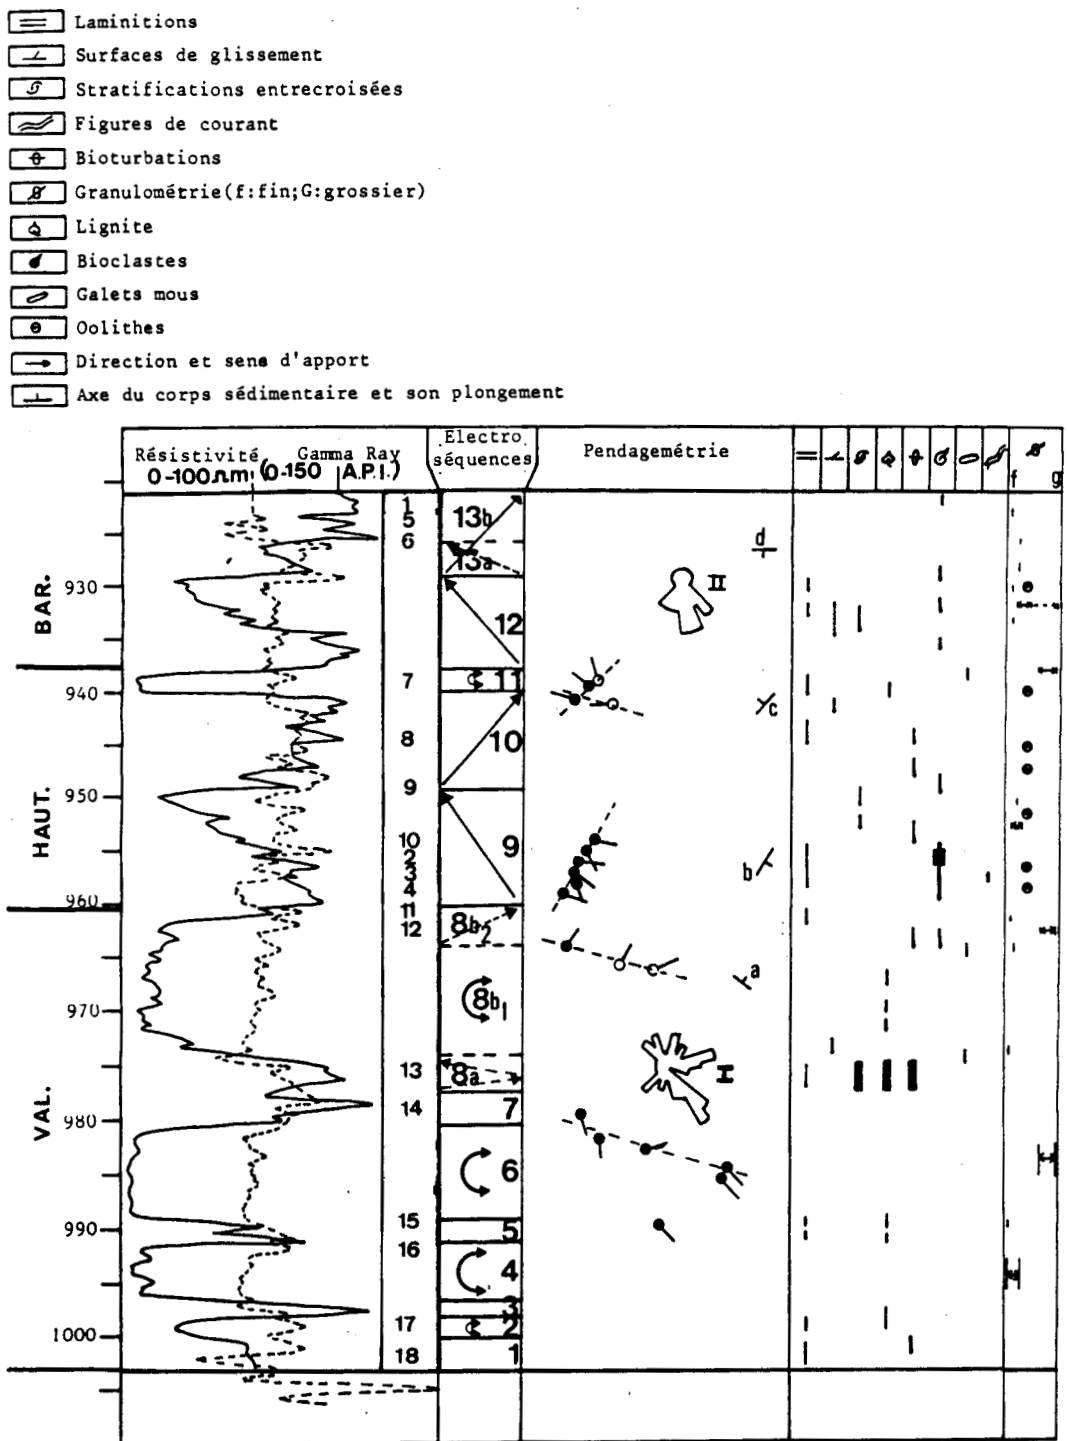 Laminitions
Surfaces de glissement
Stratifications entrecroisées
Figures de courant
Bioturbations
Granulométrie(f:fin;G:grossier)
Lignite
Bioclastes
Galets mous
Oolithes
Direction et sens d'apport
Axe du corps sédimentaire et son plongement
Résistivité Gamma Ray Electro séquences Pendagemétrie
0-100 Ωm (0-150 A.P.I.)
f g
1
5 13b
6 d
13a
BAR. 930 II
12
7 11
940 c
8 10
9
950
HAUT.
10 9
2
3 b
4
960
11
12 8b2
a
8b1
970
13 8a I
14 7
VAL. 980
6
15
990 5
16
4
3
17 2
1000
18 1